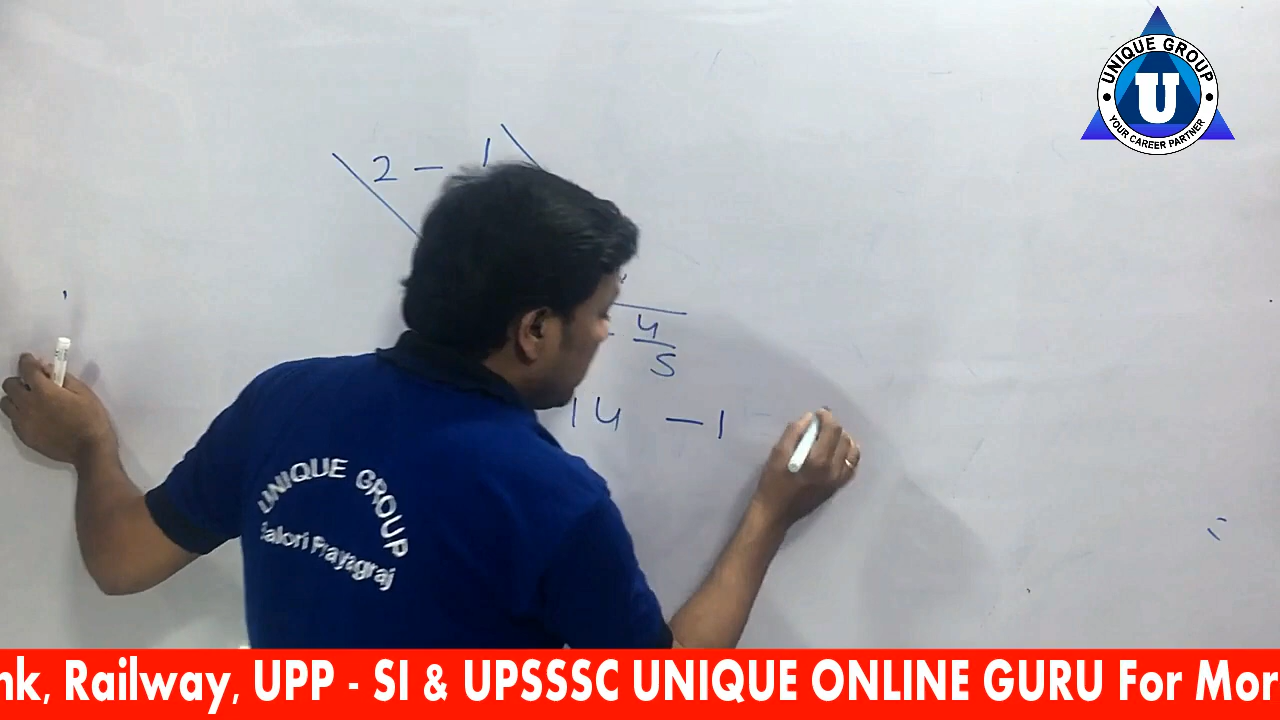 UNIQUE GROUP
U
YOUR CAREER PARTNER
2 - 1
4
5
14 - 1
UNIQUE GROUP
Salori Prayagraj
nk, Railway, UPP - SI & UPSSSC UNIQUE ONLINE GURU For Mor